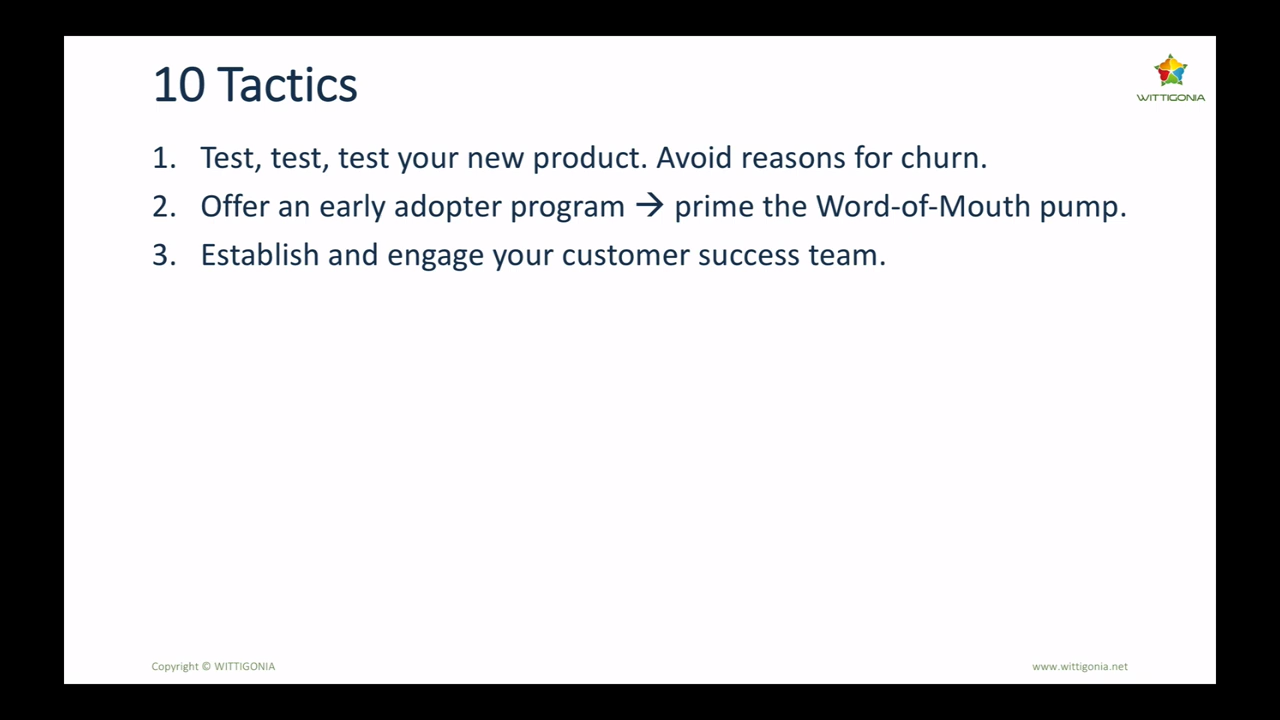 10 Tactics
WITTIGONIA
1. Test, test, test your new product. Avoid reasons for churn.
2. Offer an early adopter program → prime the Word-of-Mouth pump.
3. Establish and engage your customer success team.
Copyright © WITTIGONIA
www.wittigonia.net